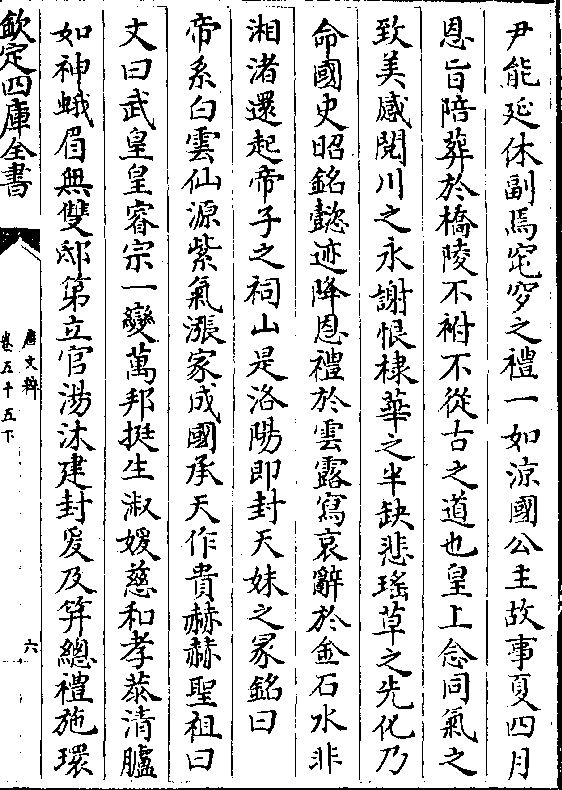 尹能延休副焉窀穸之禮一如涼國公主故事夏四月
恩旨陪葬於橋陵不祔不從古之道也皇上念同氣之
致美感閱川之永謝恨棣華之半缺悲瑤草之先化乃
命國史昭銘懿迹降恩禮於雲露寫哀辭於金石水非
湘渚還起帝子之祠山是洛陽即封天妹之冢銘曰
帝系白雲仙源紫氣漲家成國承天作貴赫赫聖祖曰
文曰武皇皇睿宗一變萬邦挺生淑媛慈和孝恭清臚
如神蛾眉無雙邸第立官湯沐建封爰及笄總禮施環
欽定四庫全書
唐文粹
卷五十五下
六